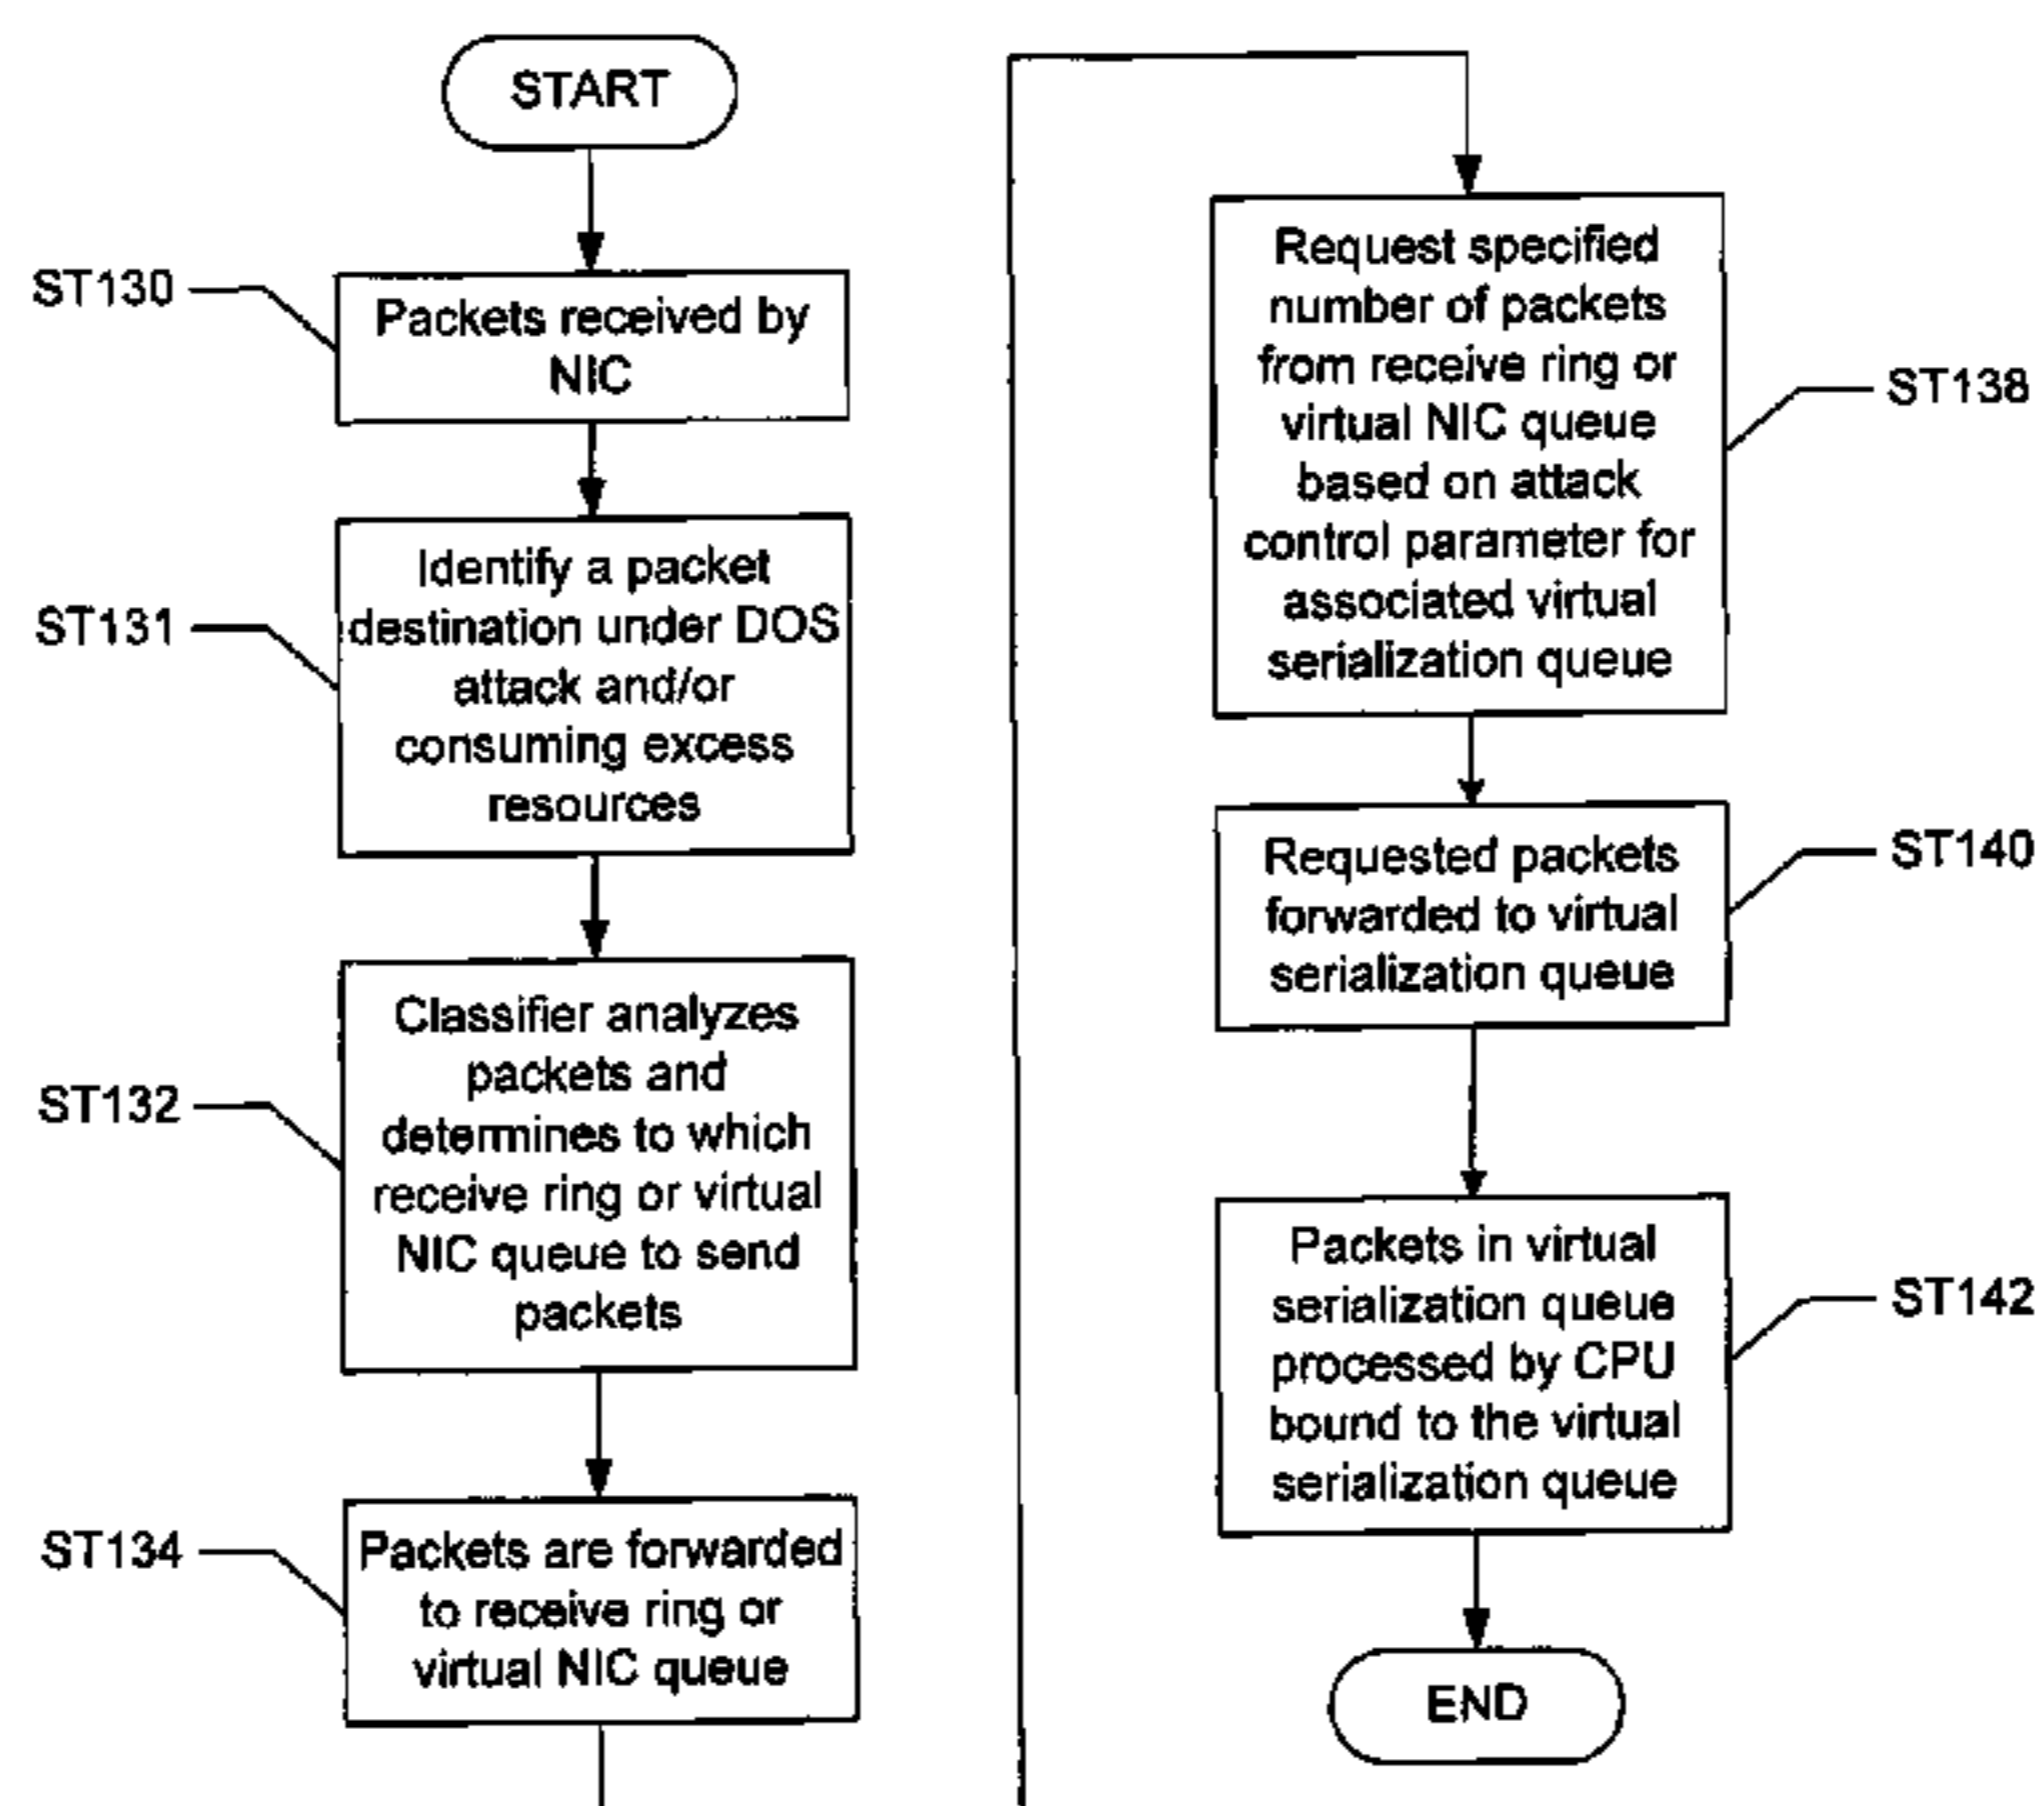 START
ST130
Packets received by
NIC
ST131
Identify a packet
destination under DOS
attack and/or
consuming excess
resources
ST132
Classifier analyzes
packets and
determines to which
receive ring or virtual
NIC queue to send
packets
ST134
Packets are forwarded
to receive ring or
virtual NIC queue
Request specified
number of packets
from receive ring or
virtual NIC queue
based on attack
control parameter for
associated virtual
serialization queue
ST138
Requested packets
forwarded to virtual
serialization queue
ST140
Packets in virtual
serialization queue
processed by CPU
bound to the virtual
serialization queue
ST142
END